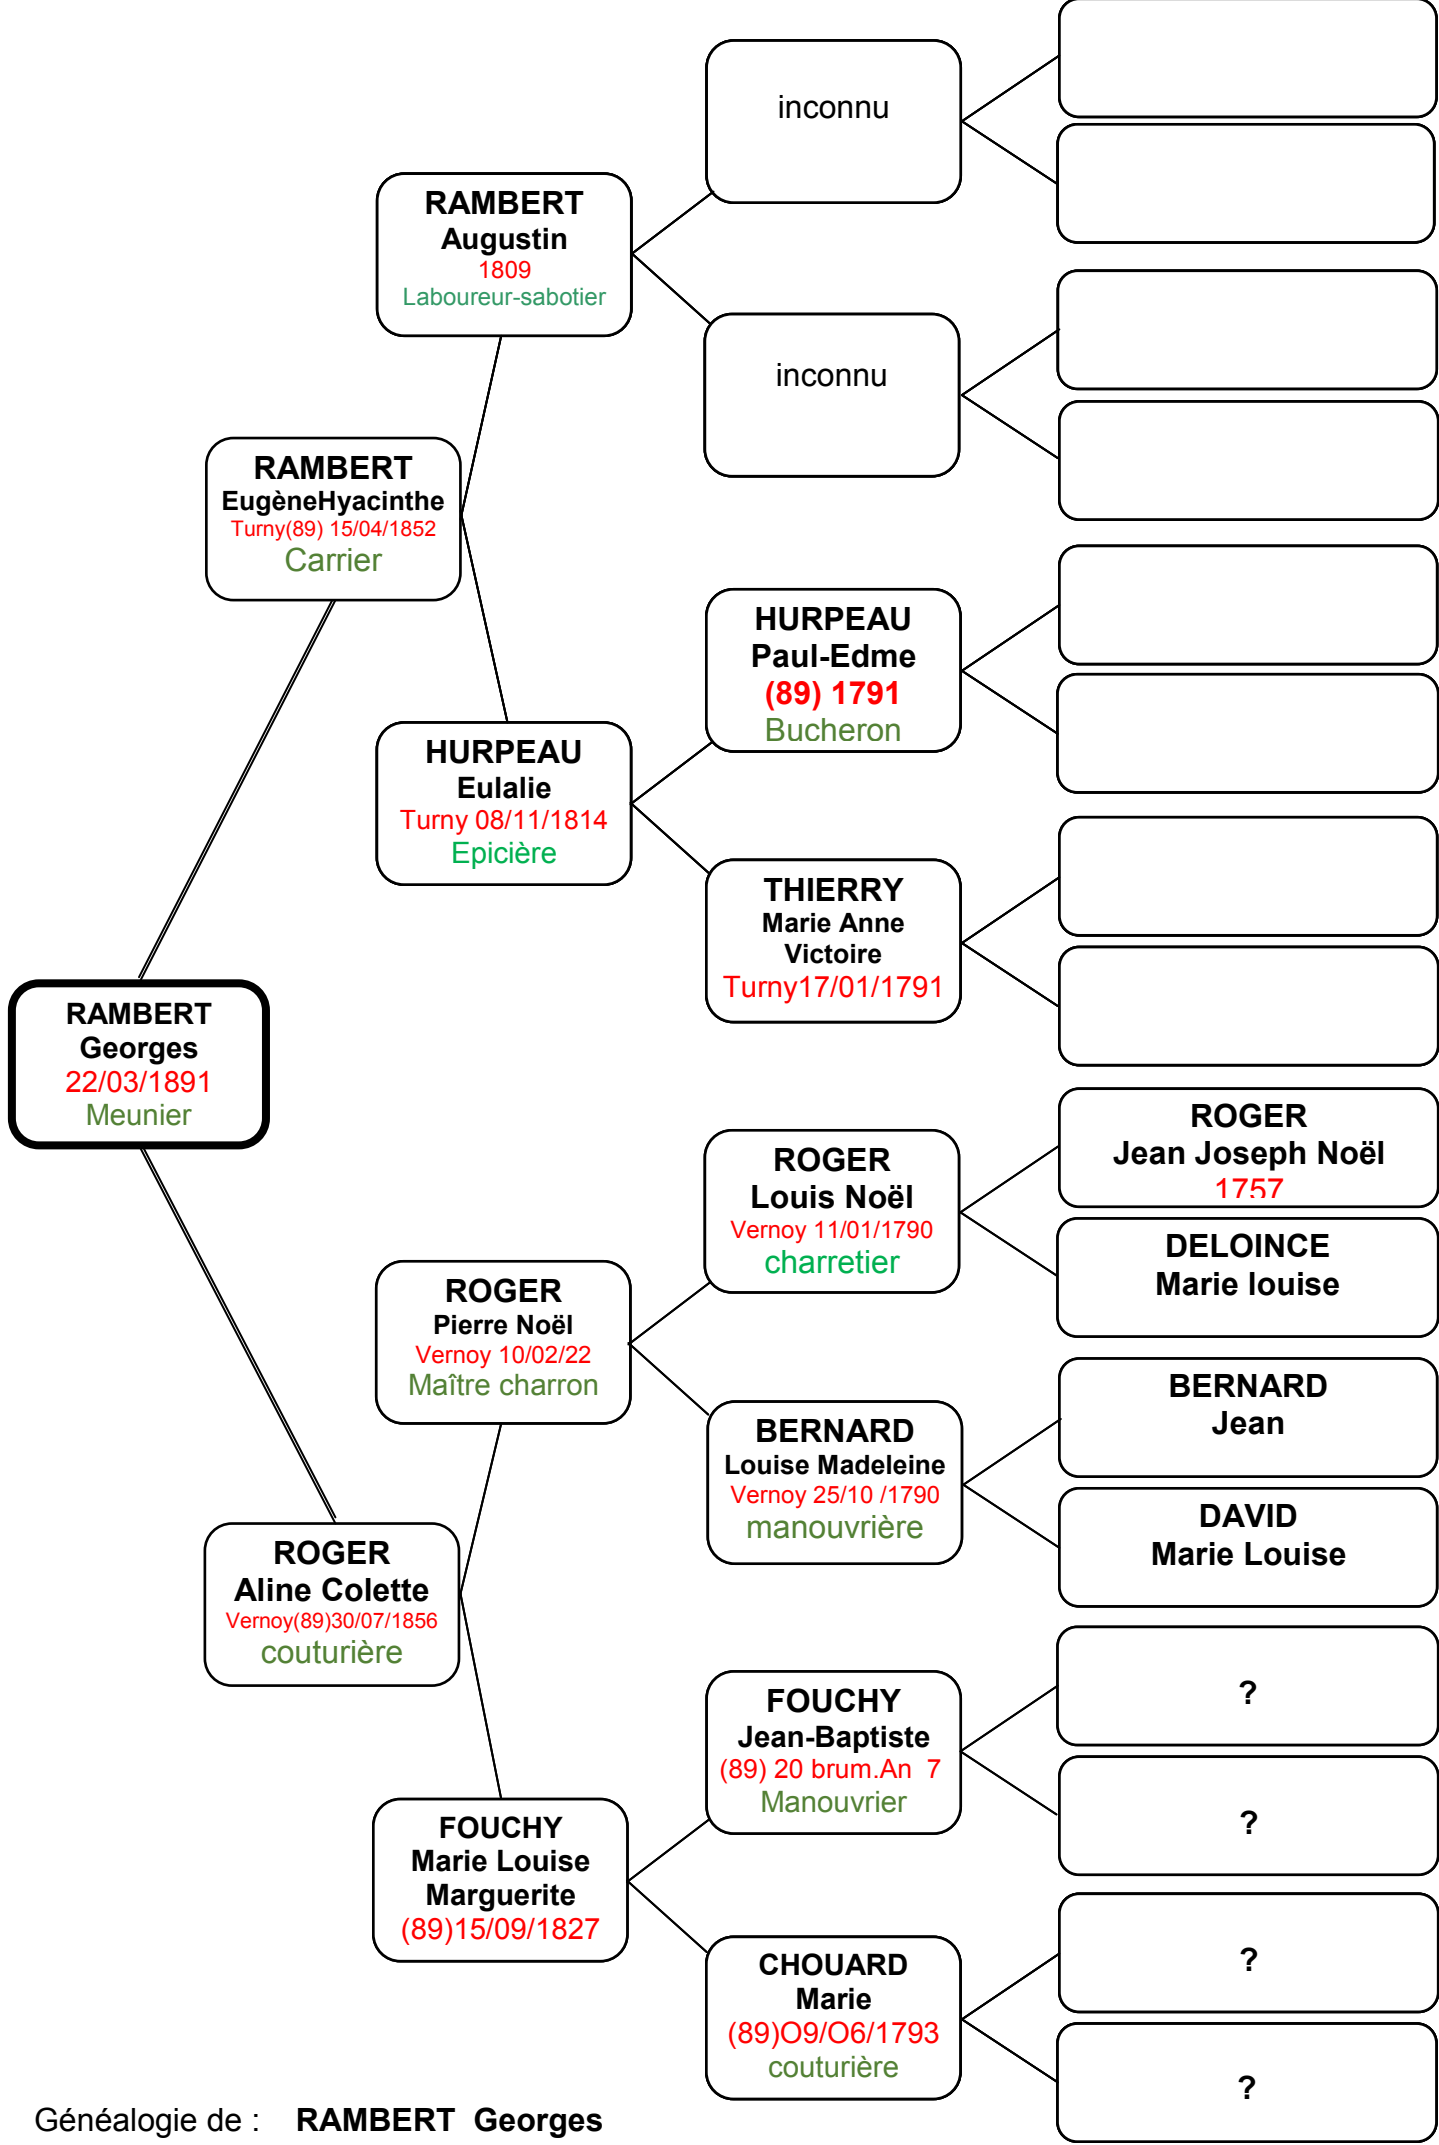 inconnu
RAMBERT
Augustin
1809
Laboureur-sabotier
inconnu
RAMBERT
EugèneHyacinthe
Turny(89) 15/04/1852
Carrier
HURPEAU
Paul-Edme
(89) 1791
Bucheron
HURPEAU
Eulalie
Turny 08/11/1814
Epicière
THIERRY
Marie Anne
Victoire
Turny17/01/1791
RAMBERT
Georges
22/03/1891
Meunier
ROGER
Jean Joseph Noël
1757
ROGER
Louis Noël
Vernoy 11/01/1790
charretier
DELOINCE
Marie louise
ROGER
Pierre Noël
Vernoy 10/02/22
Maître charron
BERNARD
Jean
BERNARD
Louise Madeleine
Vernoy 25/10 /1790
manouvrière
DAVID
Marie Louise
ROGER
Aline Colette
Vernoy(89)30/07/1856
couturière
?
FOUCHY
Jean-Baptiste
(89) 20 brum.An  7
Manouvrier
?
FOUCHY
Marie Louise
Marguerite
(89)15/09/1827
?
CHOUARD
Marie
(89)O9/O6/1793
couturière
?
Généalogie de :    RAMBERT  Georges